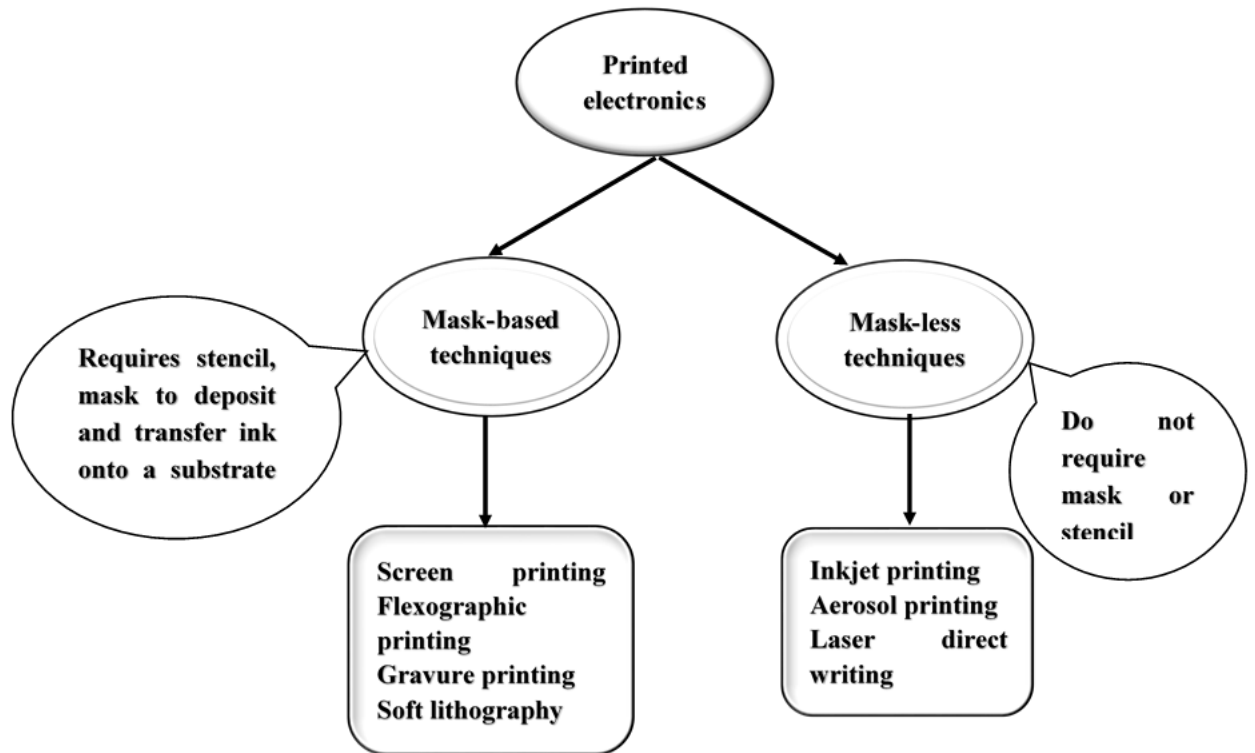 Printed
electronics
Mask-based
techniques
Mask-less
techniques
Requires stencil,
mask to deposit
and transfer ink
onto a substrate
Do not
require
mask or
stencil
Screen printing
Flexographic
printing
Gravure printing
Soft lithography
Inkjet printing
Aerosol printing
Laser direct
writing